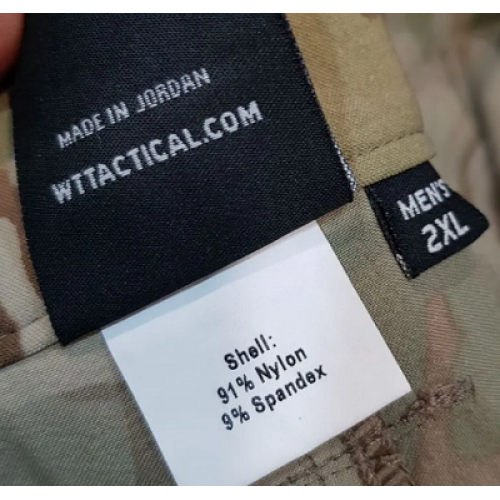 MADE IN JORDAN
WTTACTICAL.COM
MEN'S
2XL
Shell:
91% Nylon
9% Spandex